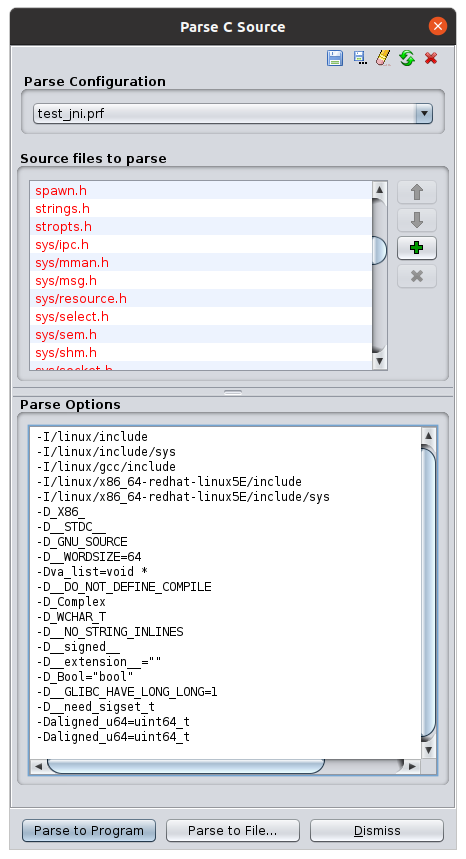 Parse C Source
Parse Configuration
test_jni.prf
Source files to parse
spawn.h
strings.h
stropts.h
sys/ipc.h
sys/mman.h
sys/msg.h
sys/resource.h
sys/select.h
sys/sem.h
sys/shm.h
sys/socket.h
Parse Options
-I/linux/include
-I/linux/include/sys
-I/linux/gcc/include
-I/linux/x86_64-redhat-linux5E/include
-I/linux/x86_64-redhat-linux5E/include/sys
-D_X86_
-D__STDC__
-D_GNU_SOURCE
-D__WORDSIZE=64
-Dva_list=void *
-D__DO_NOT_DEFINE_COMPILE
-D_Complex
-D_WCHAR_T
-D__NO_STRING_INLINES
-D__signed__
-D__extension__=""
-D_Bool="bool"
-D__GLIBC_HAVE_LONG_LONG=1
-D__need_sigset_t
-Daligned_u64=uint64_t
-Daligned_u64=uint64_t
Parse to Program
Parse to File...
Dismiss